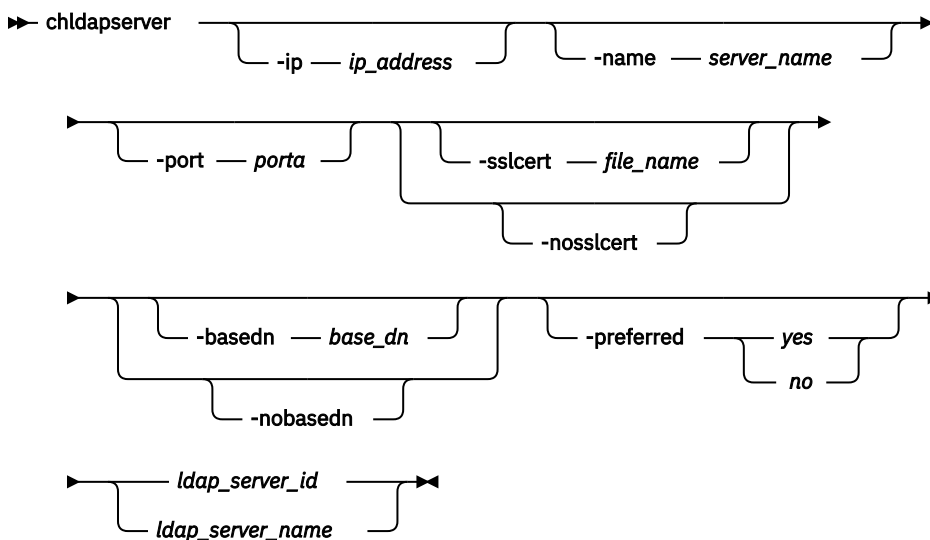 chldapserver
-ip ip_address
-name server_name
-port porta
-sslcert file_name
-nosslcert
-basedn base_dn
-preferred yes
no
-nobasedn
ldap_server_id
ldap_server_name